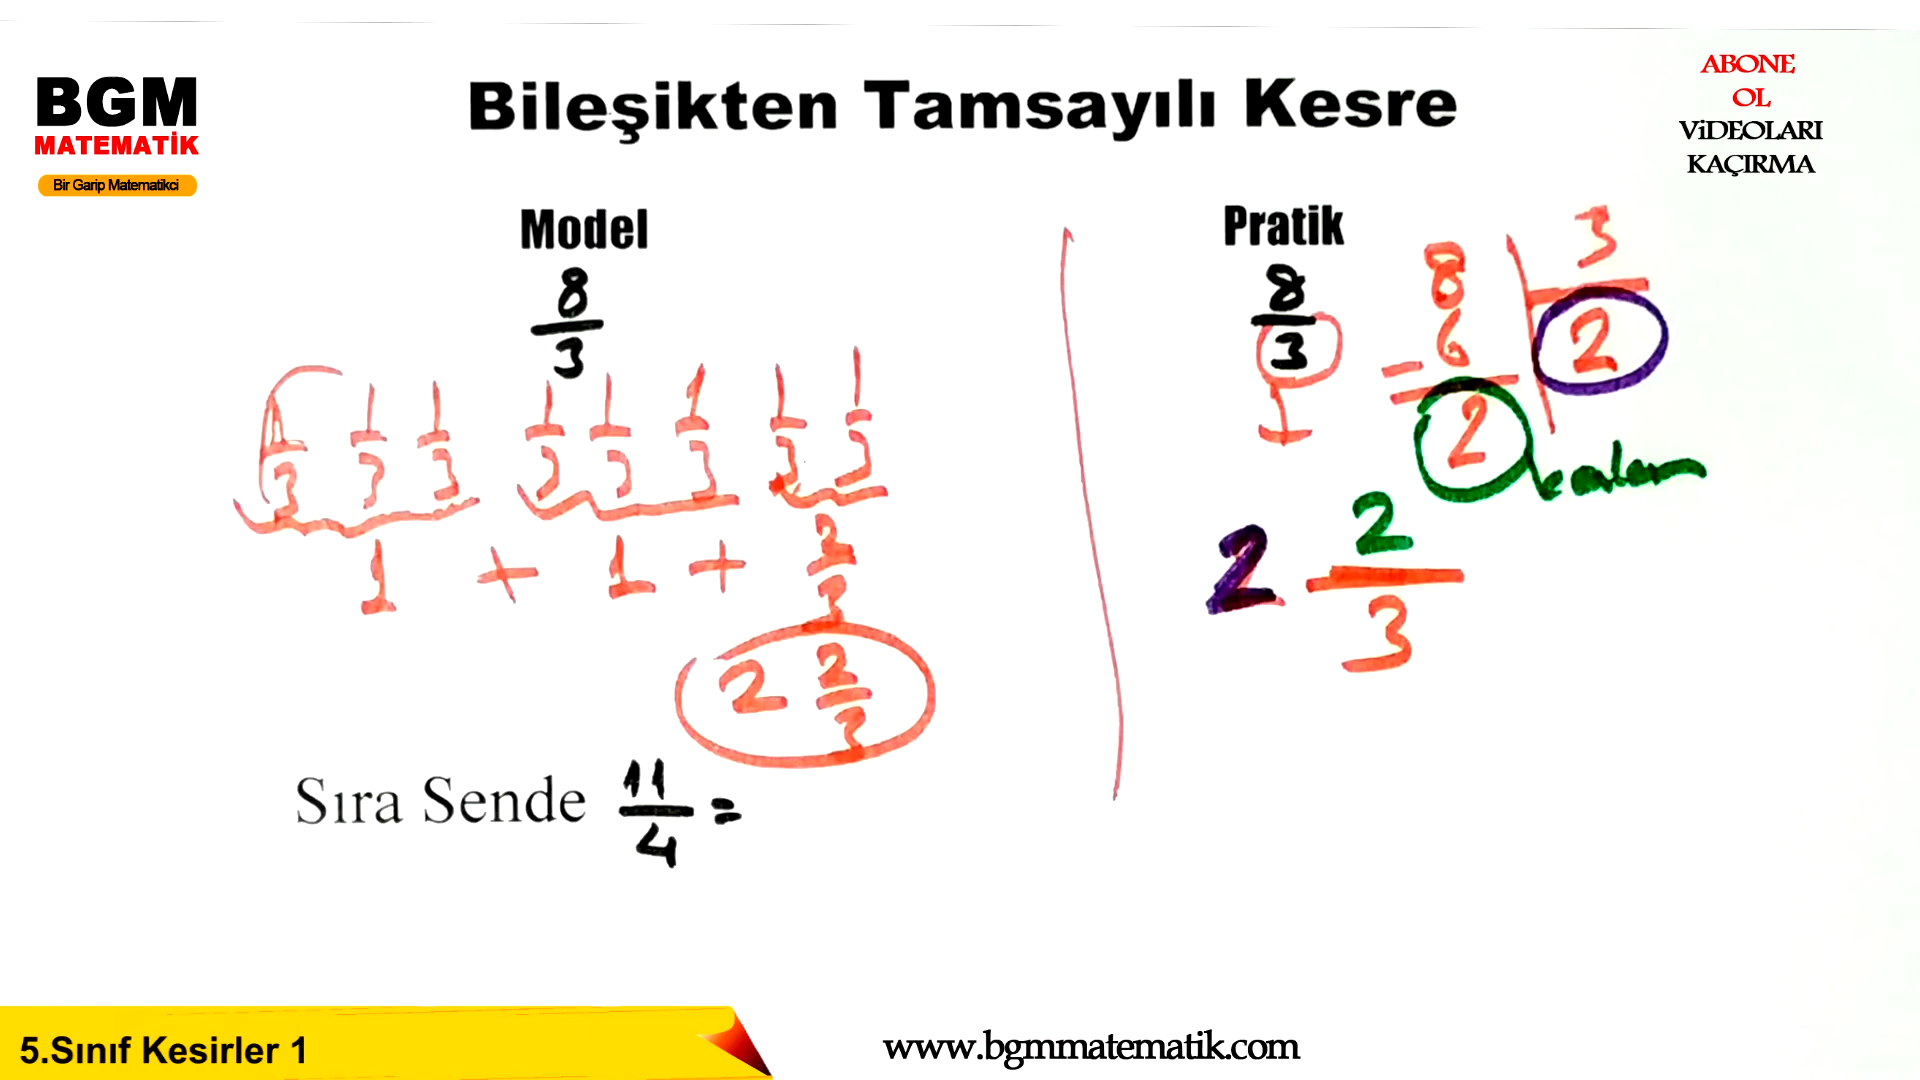 BGM
MATEMATİK
Bir Garip Matematikci
Bileşikten Tamsayılı Kesre
ABONE
OL
ViDEOLARI
KAÇIRMA
Model
8
3
1 1 1 1 1 1 1 1
3 3 3 3 3 3 3 3
1 + 1 + 2
3
2 2
3
Pratik
8
3
1
8 3
- 6 2
2 kalan
2 2
3
Sıra Sende 11 =
4
5.Sınıf Kesirler 1
www.bgmmatematik.com